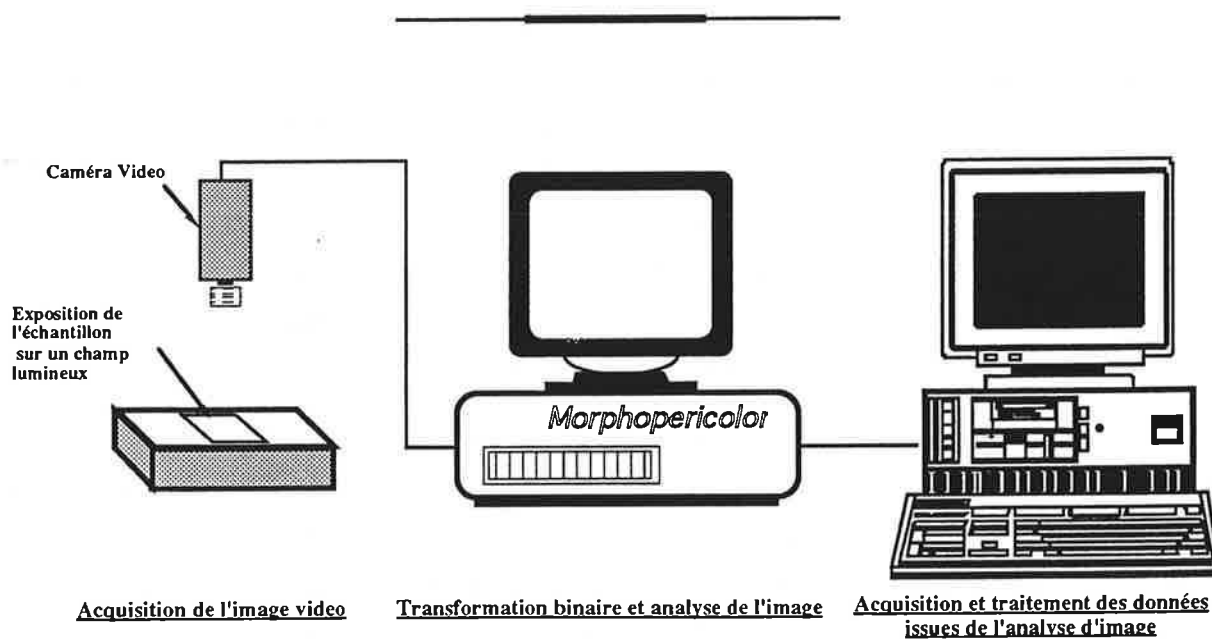 Caméra Video
Exposition de
l'échantillon
sur un champ
lumineux
Morphopericolor
Acquisition de l'image video
Transformation binaire et analyse de l'image
Acquisition et traitement des données
issues de l'analyse d'image